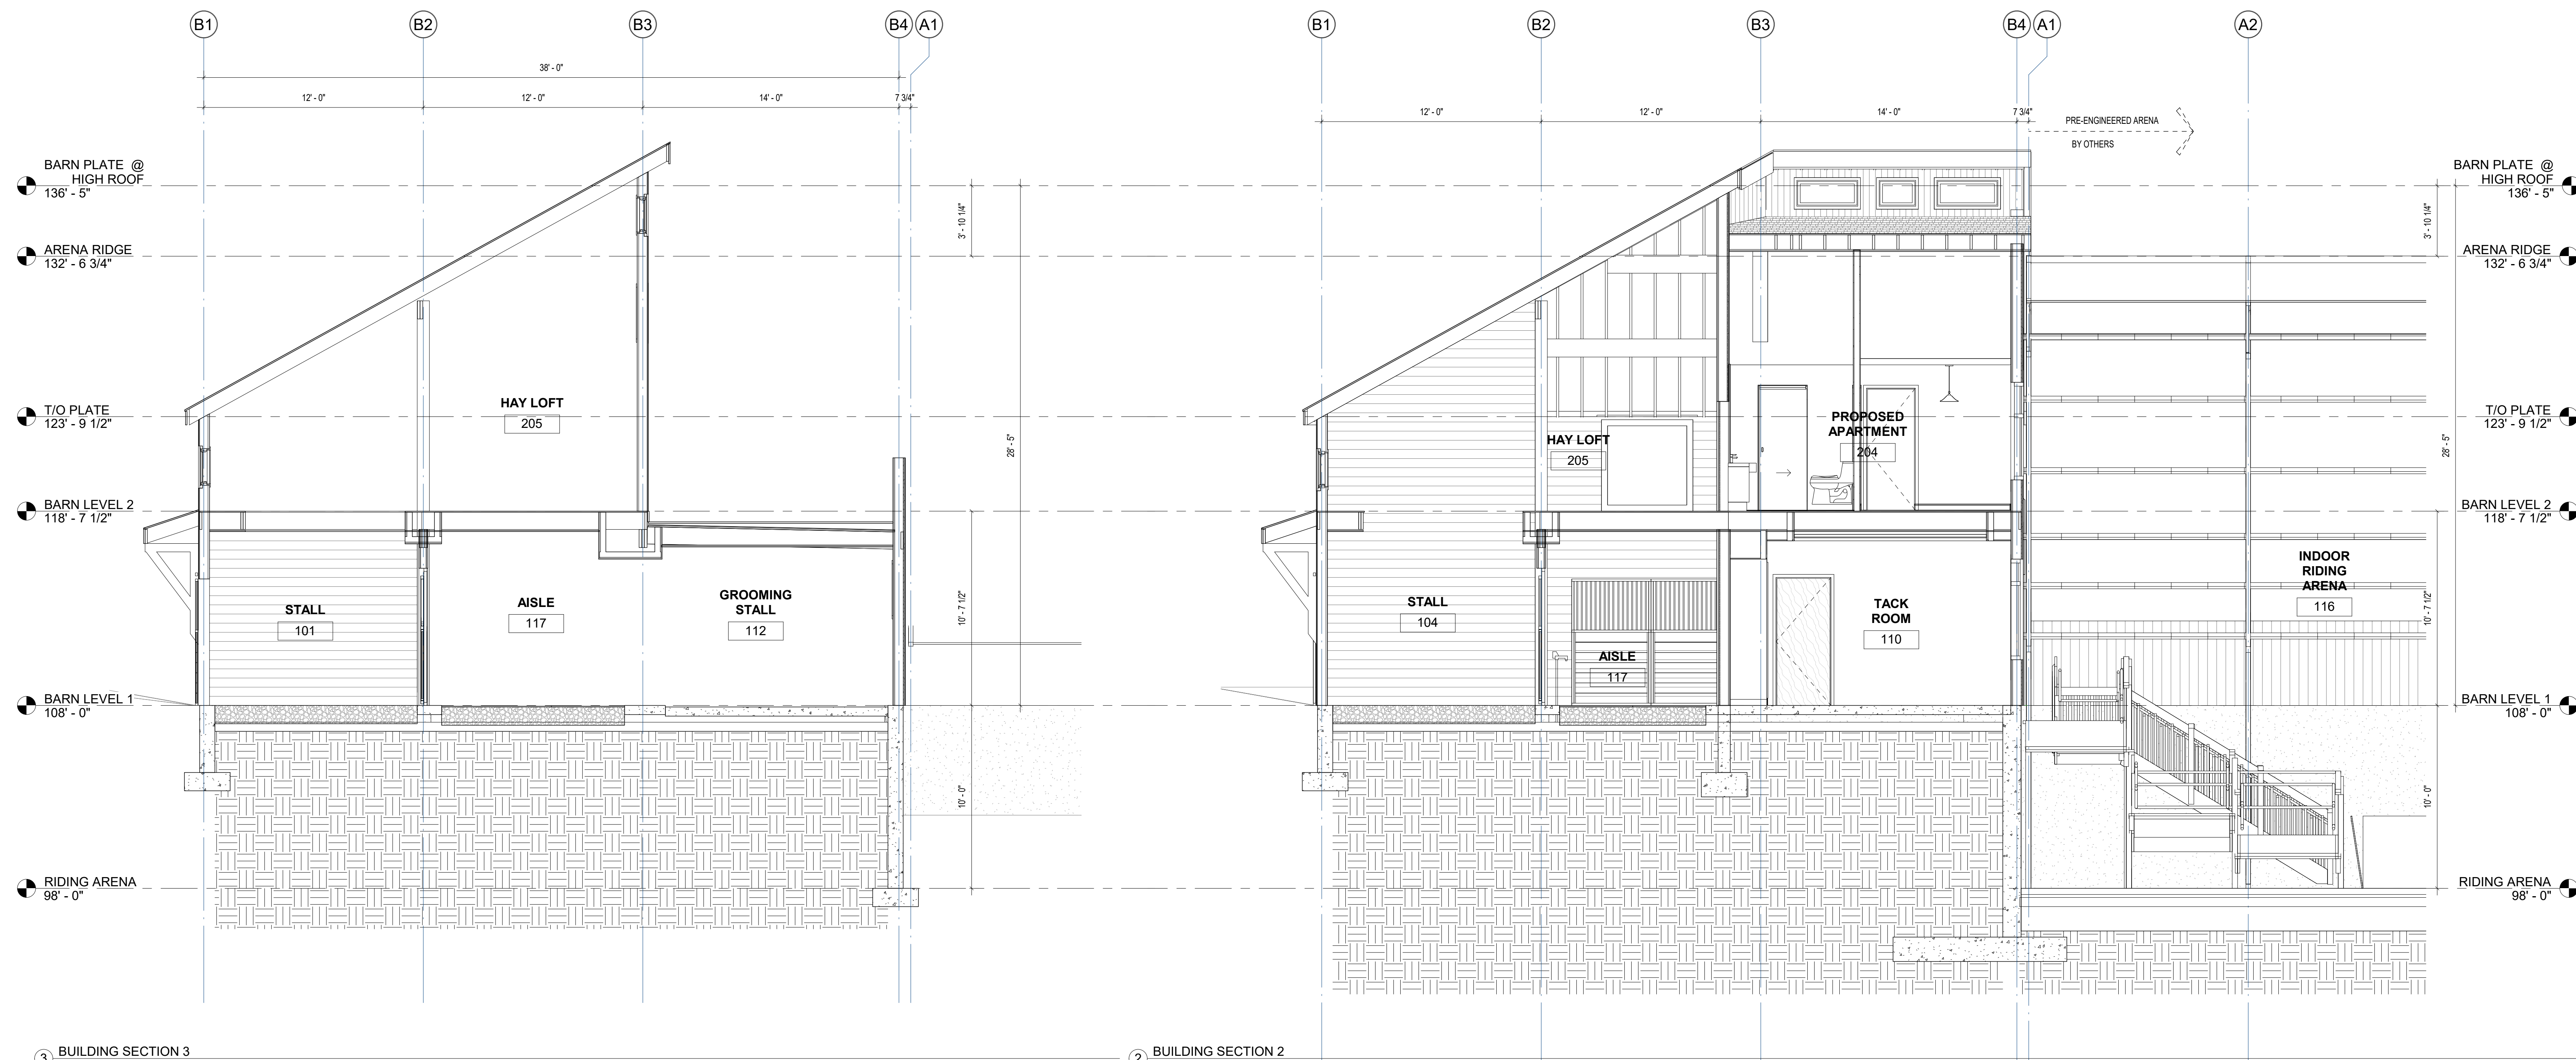 B1
B2
B3
B4
A1
38' - 0"
12' - 0"
12' - 0"
14' - 0"
7 3/4"
BARN PLATE @
HIGH ROOF
136' - 5"
ARENA RIDGE
132' - 6 3/4"
T/O PLATE
123' - 9 1/2"
BARN LEVEL 2
118' - 7 1/2"
BARN LEVEL 1
108' - 0"
RIDING ARENA
98' - 0"
3' - 10 1/4"
28' - 5"
10' - 7 1/2"
10' - 0"
HAY LOFT
205
STALL
101
AISLE
117
GROOMING
STALL
112
3
BUILDING SECTION 3
B1
B2
B3
B4
A1
A2
12' - 0"
12' - 0"
14' - 0"
7 3/4"
PRE-ENGINEERED ARENA
BY OTHERS
HAY LOFT
205
PROPOSED
APARTMENT
204
STALL
104
AISLE
117
TACK
ROOM
110
INDOOR
RIDING
ARENA
116
3' - 10 1/4"
28' - 5"
10' - 7 1/2"
10' - 0"
BARN PLATE @
HIGH ROOF
136' - 5"
ARENA RIDGE
132' - 6 3/4"
T/O PLATE
123' - 9 1/2"
BARN LEVEL 2
118' - 7 1/2"
BARN LEVEL 1
108' - 0"
RIDING ARENA
98' - 0"
2
BUILDING SECTION 2